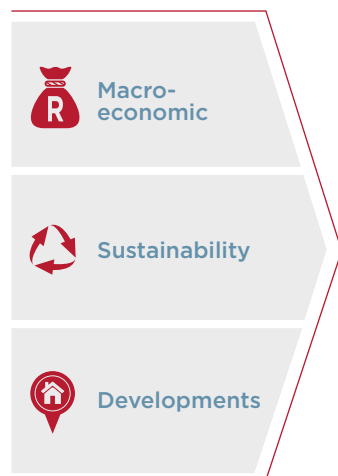 R
Macro-
economic
Sustainability
Developments